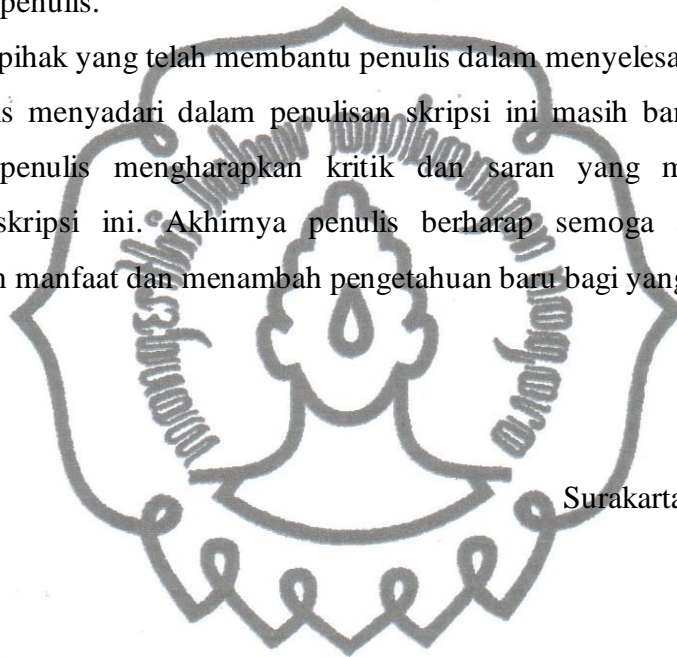 penulis.
pihak yang telah membantu penulis dalam menyelesa
s menyadari dalam penulisan skripsi ini masih ban
penulis mengharapkan kritik dan saran yang m
skripsi ini. Akhirnya penulis berharap semoga
n manfaat dan menambah pengetahuan baru bagi yang
Surakarta